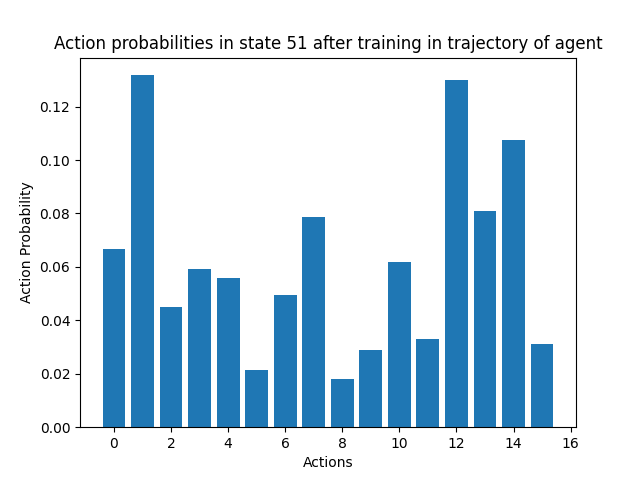 Action probabilities in state 51 after training in trajectory of agent
Action Probability
0.12
0.10
0.08
0.06
0.04
0.02
0.00
0 2 4 6 8 10 12 14 16
Actions